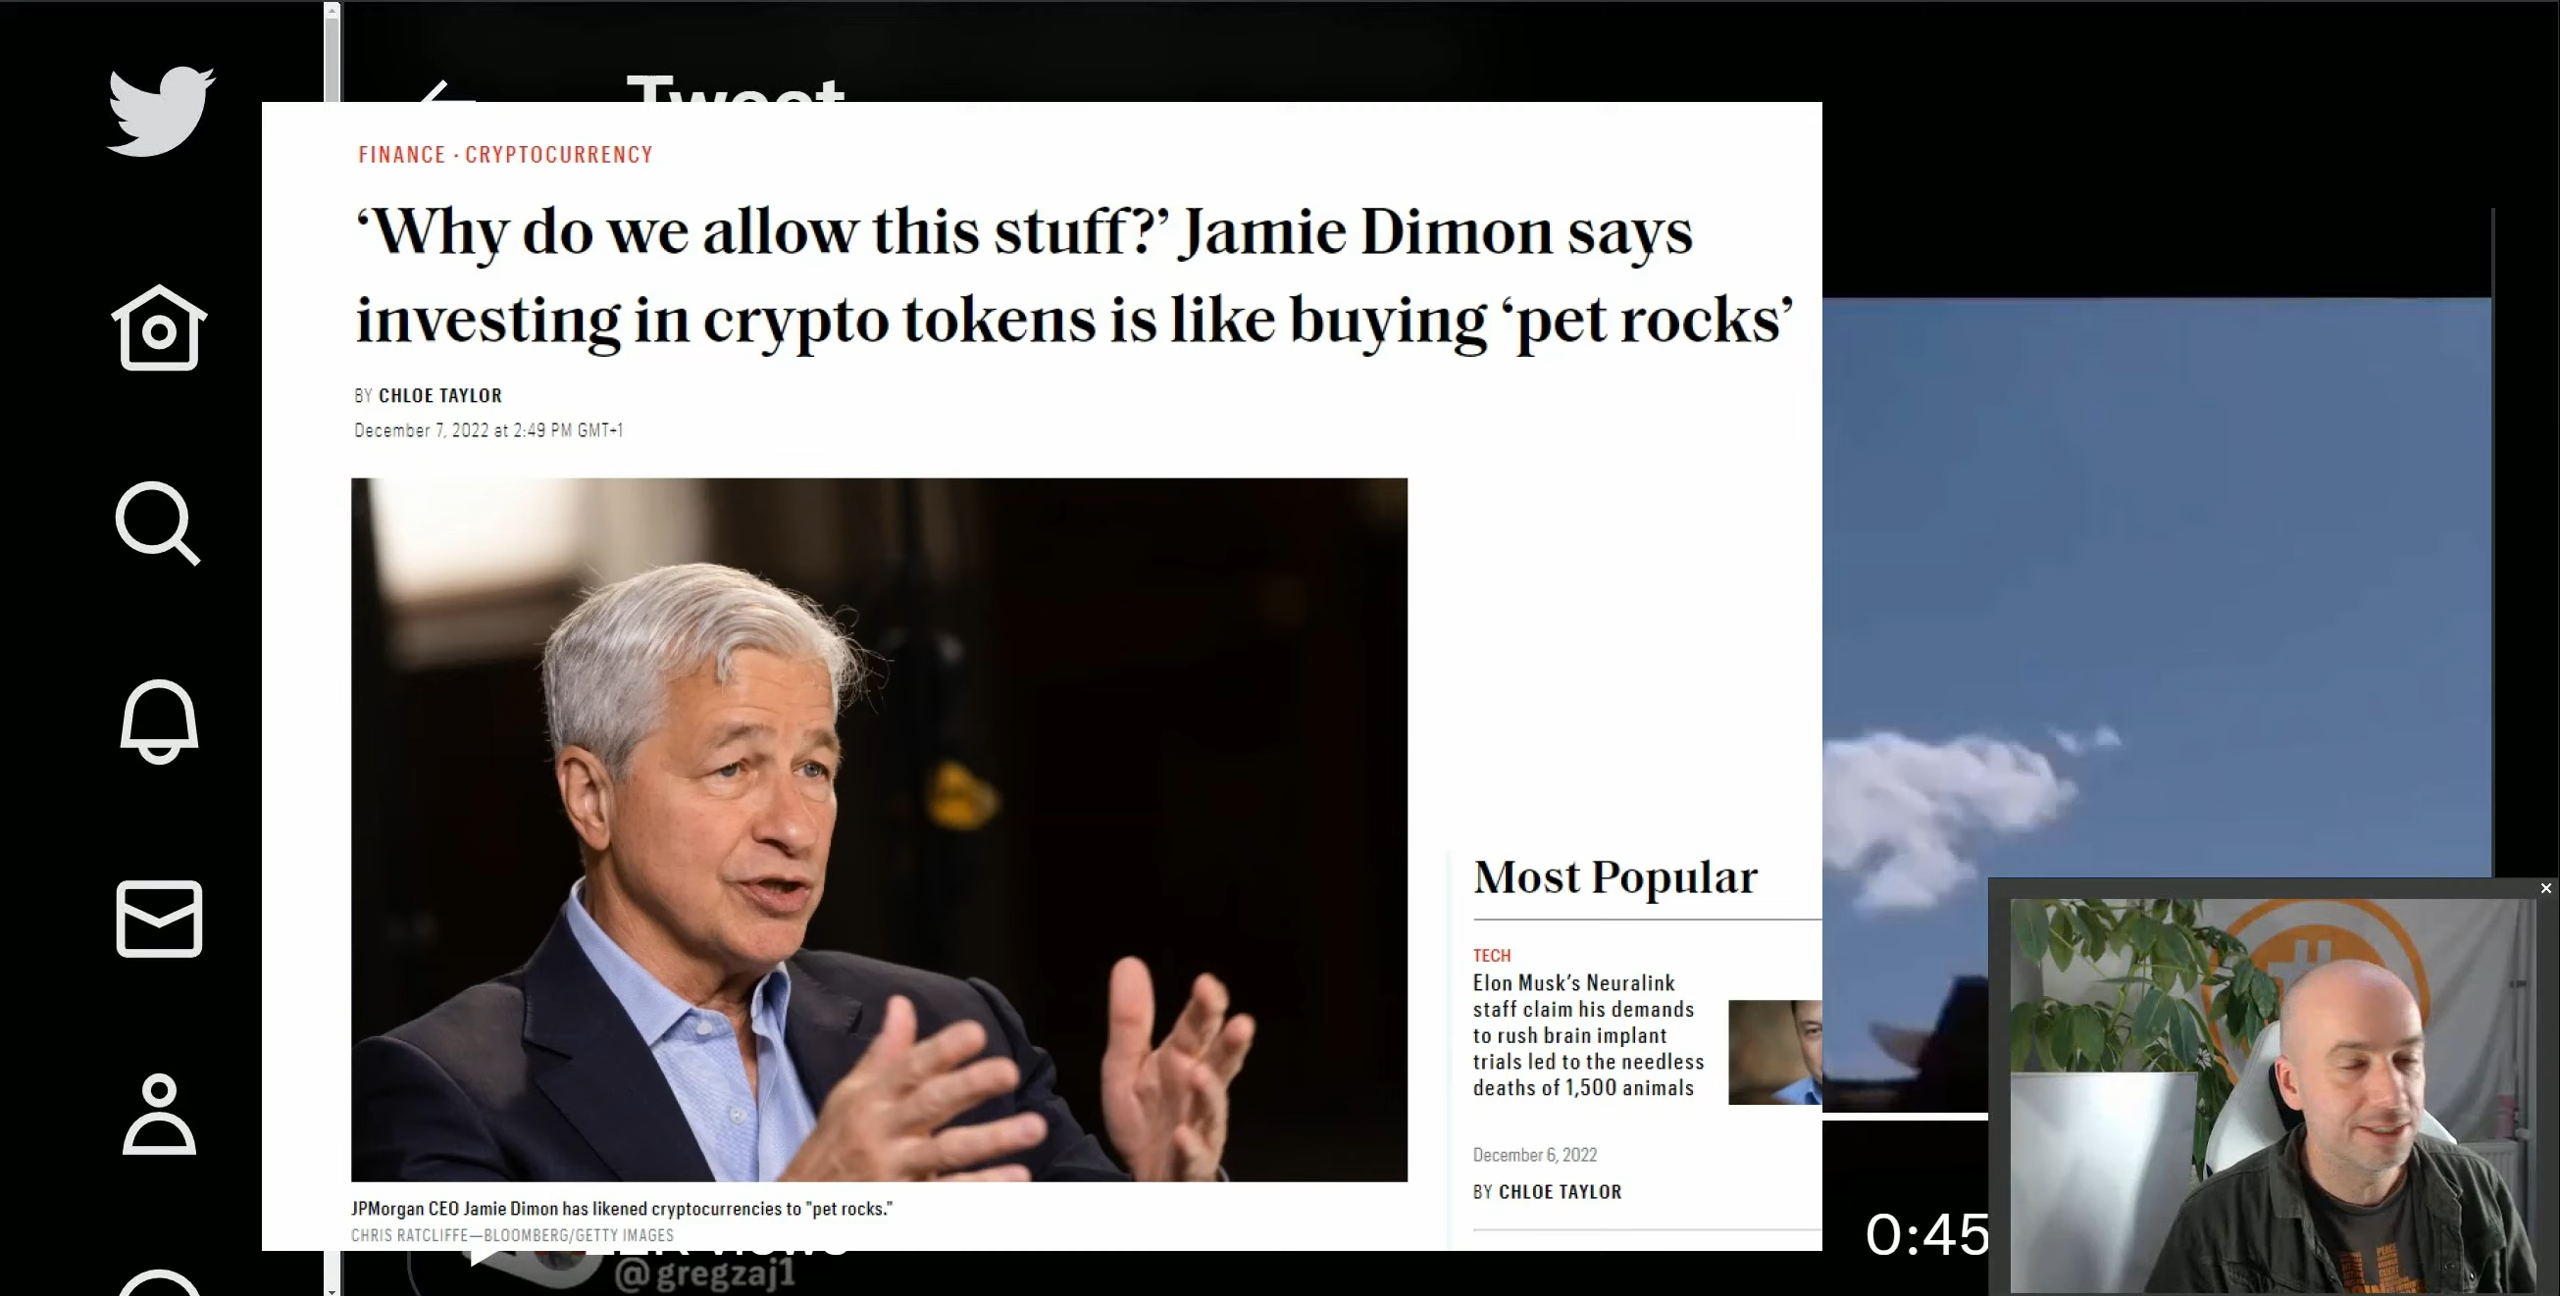 Tweet
FINANCE · CRYPTOCURRENCY
‘Why do we allow this stuff?’ Jamie Dimon says
investing in crypto tokens is like buying ‘pet rocks’
BY CHLOE TAYLOR
December 7, 2022 at 2:49 PM GMT+1
Most Popular
TECH
Elon Musk’s Neuralink
staff claim his demands
to rush brain implant
trials led to the needless
deaths of 1,500 animals
December 6, 2022
BY CHLOE TAYLOR
JPMorgan CEO Jamie Dimon has likened cryptocurrencies to "pet rocks."
CHRIS RATCLIFFE—BLOOMBERG/GETTY IMAGES
views
@gregzaj1
0:45